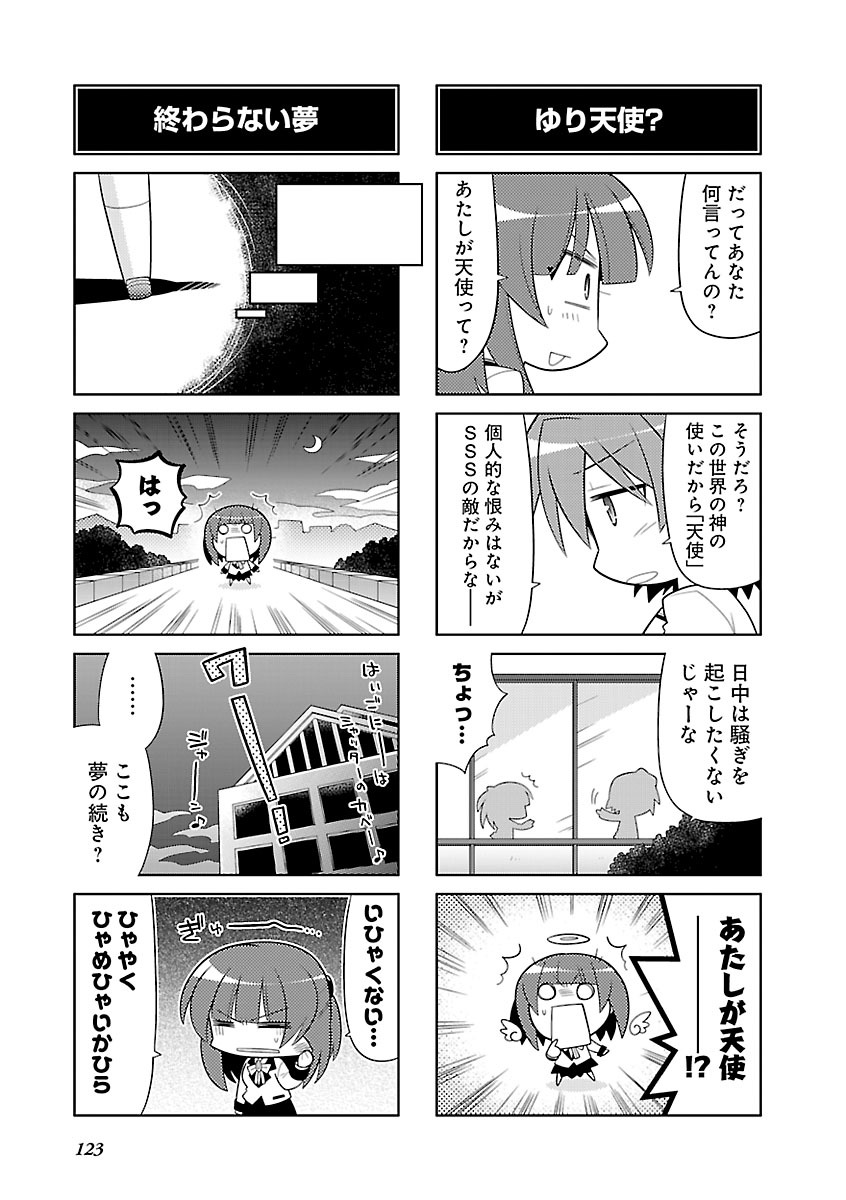 ゆり天使?
だってあなた
何言ってんの?
あたしが天使って?
そうだろ?
この世界の神の
使いだから「天使」
個人的な恨みはないが
SSSの敵だからな――
日中は騒ぎを
起こしたくない
じゃーな
ちょっ…
あたしが天使
――!?
終わらない夢
はっ
はいごにーは
シャッターのカベー♪
ジャーン♪
ワー!
……
ここも
夢の続き?
いひゃくない…
ぎゅーー…
ひゃやく
ひゃめひゃいかひら
123